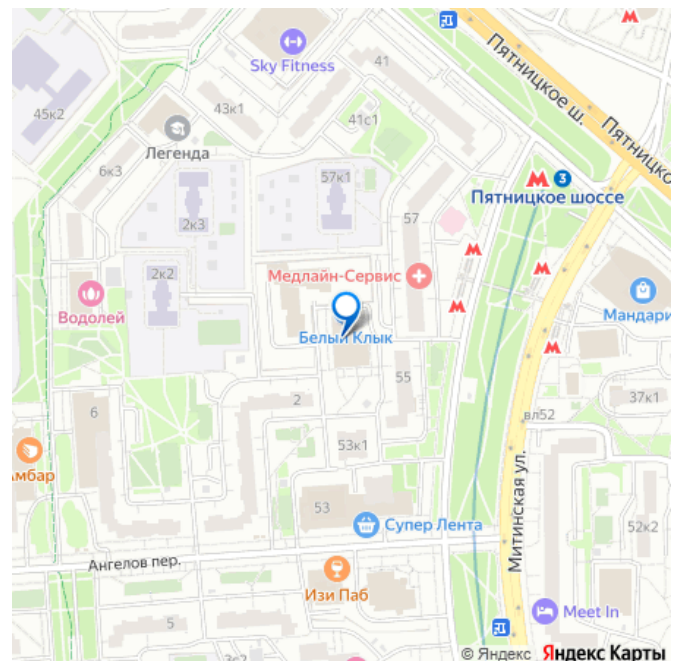 41
Sky Fitness
Пятницкое ш.
Пятницко
45к2
43к1
41с1
Легенда
6к3
57к1
3
Пятницкое шоссе
2к3
57
2к2
Медлайн-Сервис
Водолей
Мандари
Белый Клык
55
37к1
2
6
вл52
53к1
Амбар
53
Супер Лента
Митинская ул.
52к2
Ангелов пер.
Изи Паб
Meet In
5
3с2
© Яндекс Яндекс Карты